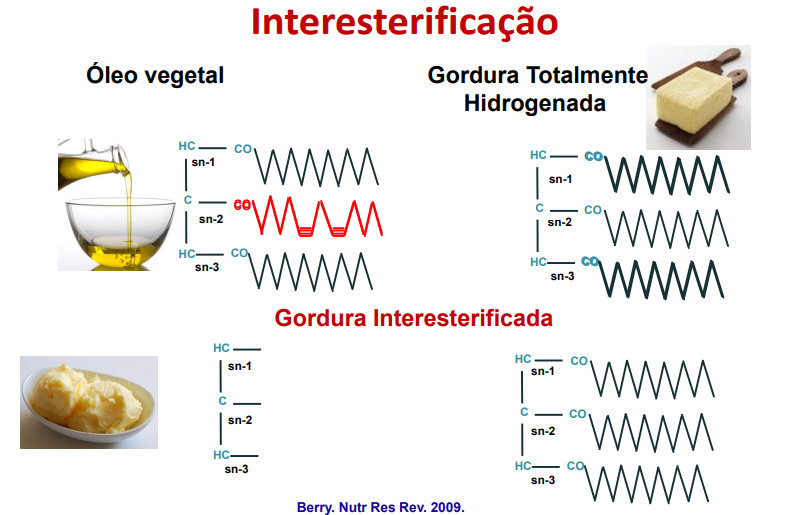 Interesterificação
Óleo vegetal
Gordura Totalmente
Hidrogenada
HC CO
sn-1
C CO
sn-2
HC CO
sn-3
HC CO
sn-1
C CO
sn-2
HC CO
sn-3
Gordura Interesterificada
HC
sn-1
C
sn-2
HC
sn-3
HC CO
sn-1
C CO
sn-2
HC CO
sn-3
Berry. Nutr Res Rev. 2009.